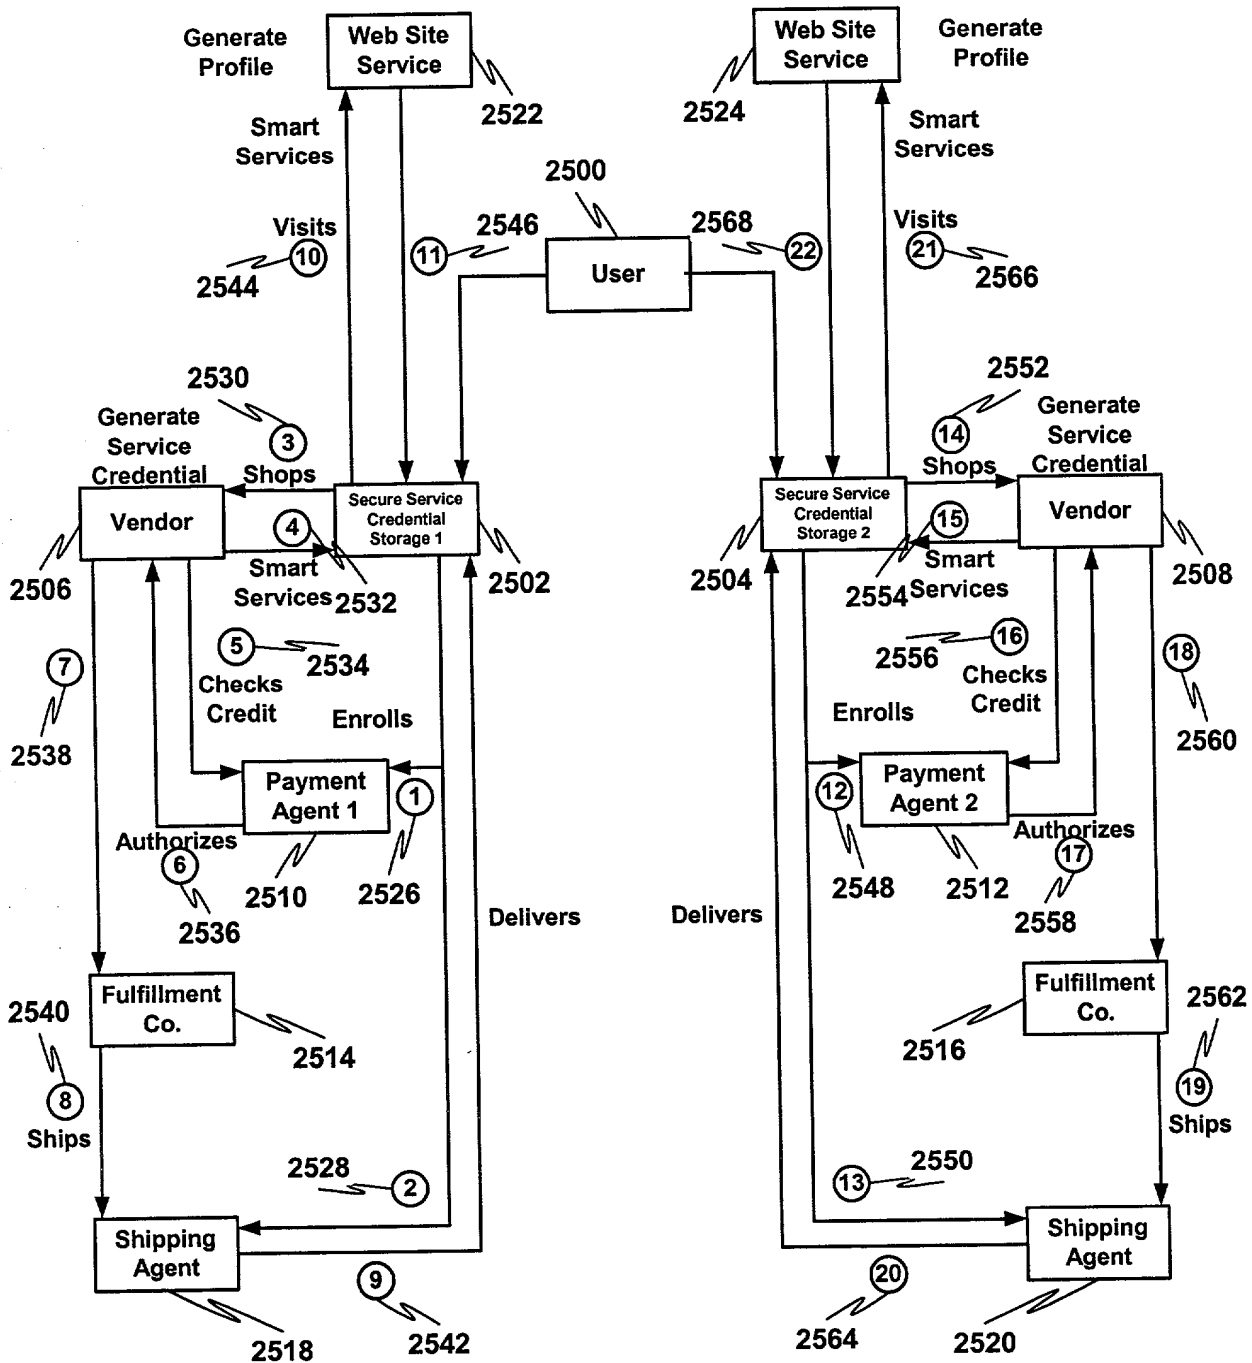 Generate
Profile
Web Site
Service
2522
Smart
Services
Visits
10
2544
11
2546
2500
User
Web Site
Service
Generate
Profile
2524
Smart
Services
2568
22
Visits
21
2566
2530
3
Generate
Service
Credential
Shops
Vendor
2506
4
Smart
Services
2532
Secure Service
Credential
Storage 1
2502
5
2534
Checks
Credit
7
2538
Enrolls
Payment
Agent 1
1
2526
2510
Authorizes
6
2536
Delivers
Fulfillment
Co.
2514
2540
8
Ships
2528
2
Shipping
Agent
2518
9
2542
2552
14
Generate
Service
Credential
Shops
Secure Service
Credential
Storage 2
2504
15
Smart
Services
2554
Vendor
2508
2556
16
Checks
Credit
18
2560
Enrolls
Payment
Agent 2
12
2548
2512
Authorizes
17
2558
Delivers
Fulfillment
Co.
2516
2562
19
Ships
13
2550
Shipping
Agent
2520
20
2564